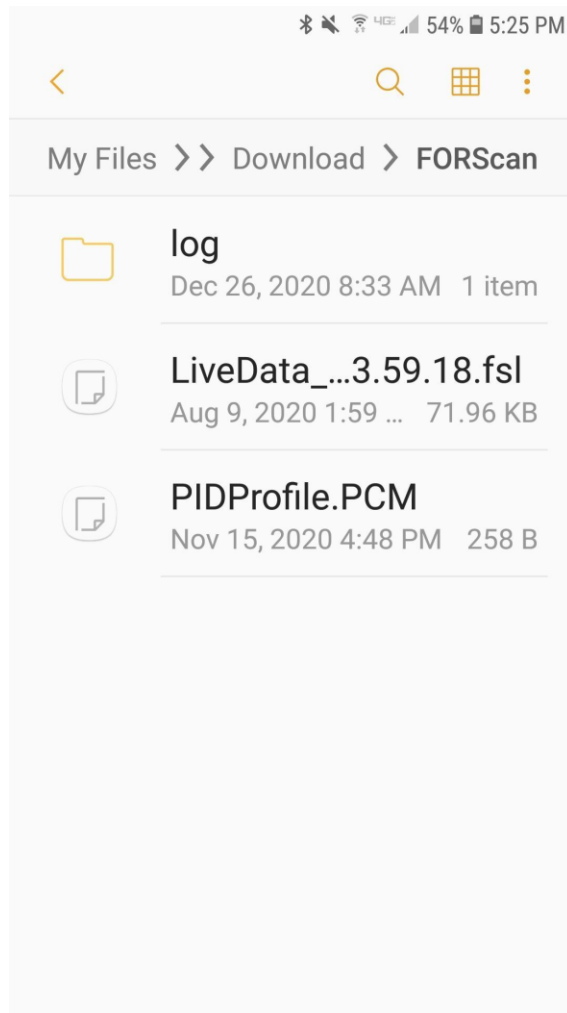 4G 54% 5:25 PM
My Files >> Download > FORScan
log
Dec 26, 2020 8:33 AM 1 item
LiveData_...3.59.18.fsl
Aug 9, 2020 1:59 ... 71.96 KB
PIDProfile.PCM
Nov 15, 2020 4:48 PM 258 B